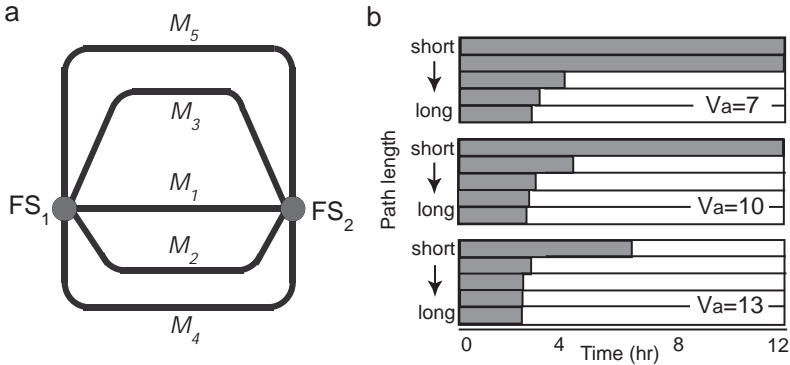 a
M5
M3
M1
FS1
FS2
M2
M4
b
short
long
Va=7
short
long
Va=10
short
long
Va=13
Path length
0 4 8 12
Time (hr)